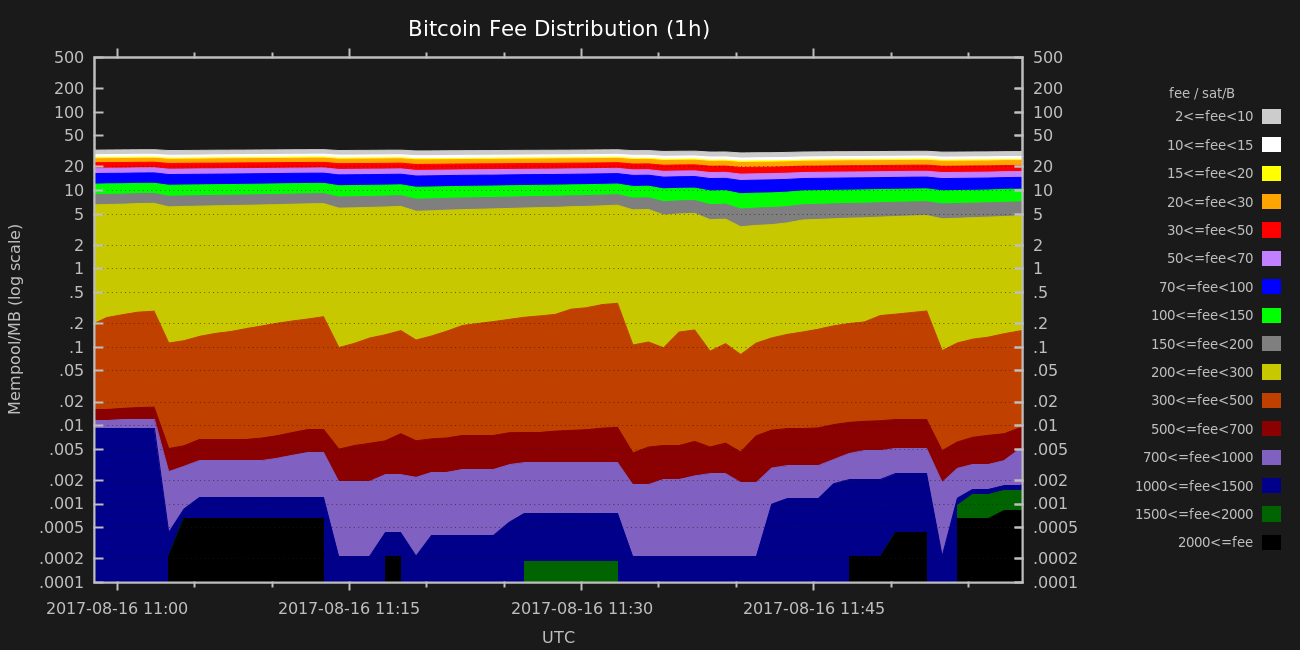 Bitcoin Fee Distribution (1h)
500
200
100
50
20
10
5
2
1
.5
.2
.1
.05
.02
.01
.005
.002
.001
.0005
.0002
.0001
Mempool/MB (log scale)
500
200
100
50
20
10
5
2
1
.5
.2
.1
.05
.02
.01
.005
.002
.001
.0005
.0002
.0001
2017-08-16 11:00
2017-08-16 11:15
2017-08-16 11:30
2017-08-16 11:45
UTC
fee / sat/B
2<=fee<10
10<=fee<15
15<=fee<20
20<=fee<30
30<=fee<50
50<=fee<70
70<=fee<100
100<=fee<150
150<=fee<200
200<=fee<300
300<=fee<500
500<=fee<700
700<=fee<1000
1000<=fee<1500
1500<=fee<2000
2000<=fee